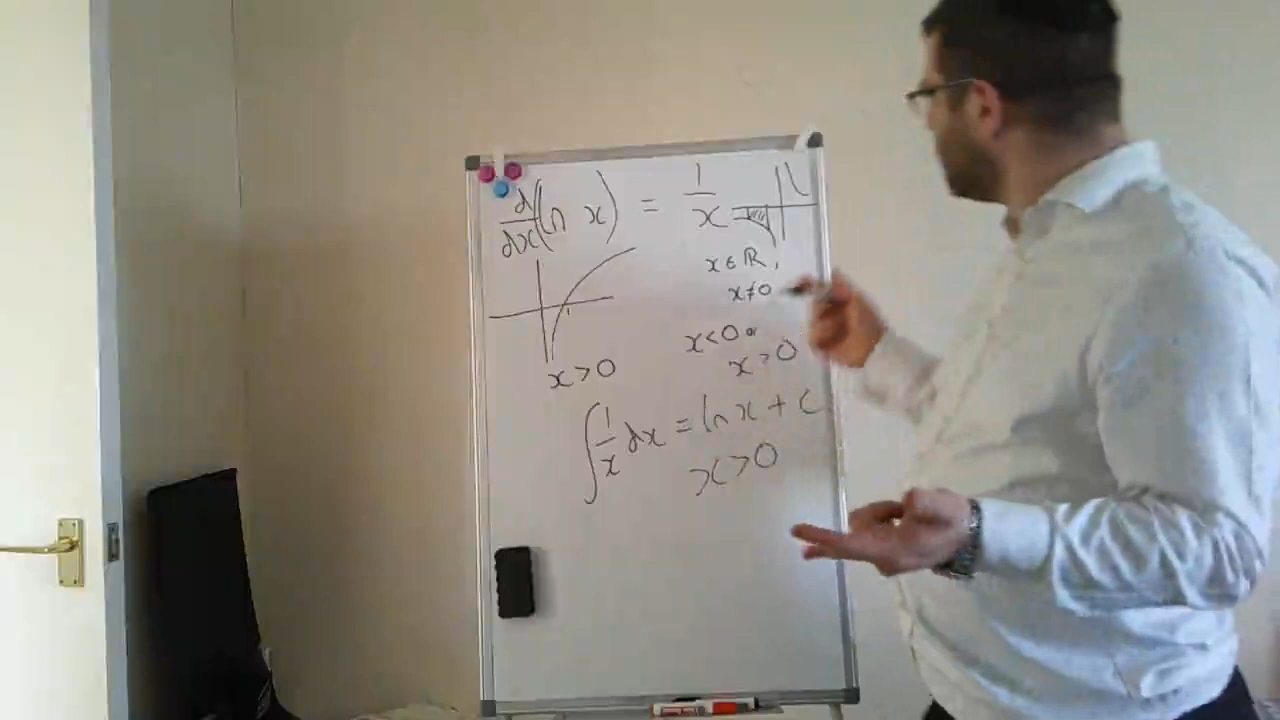 d/dx (ln x) = 1/x
x ∈ ℝ,
x ≠ 0
x < 0 or
x > 0
x > 0
∫ 1/x dx = ln x + c
x > 0